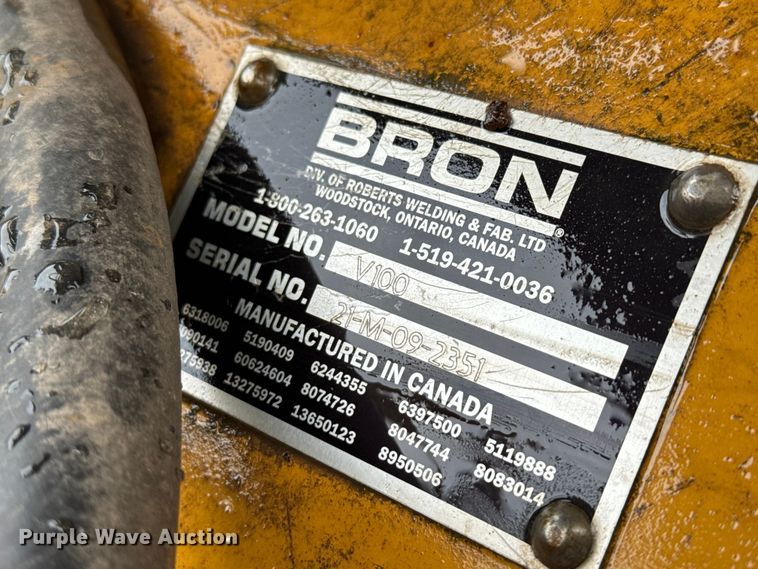 BRON®
DIV. OF ROBERTS WELDING & FAB. LTD
WOODSTOCK, ONTARIO, CANADA
1-800-263-1060 1-519-421-0036
MODEL NO. V100
SERIAL NO. 21-M-09-2351
MANUFACTURED IN CANADA
6318006 5190409 6244355 6397500 5119888
60624604 8074726 8047744 8083014
13275972 13650123 8950506
Purple Wave Auction